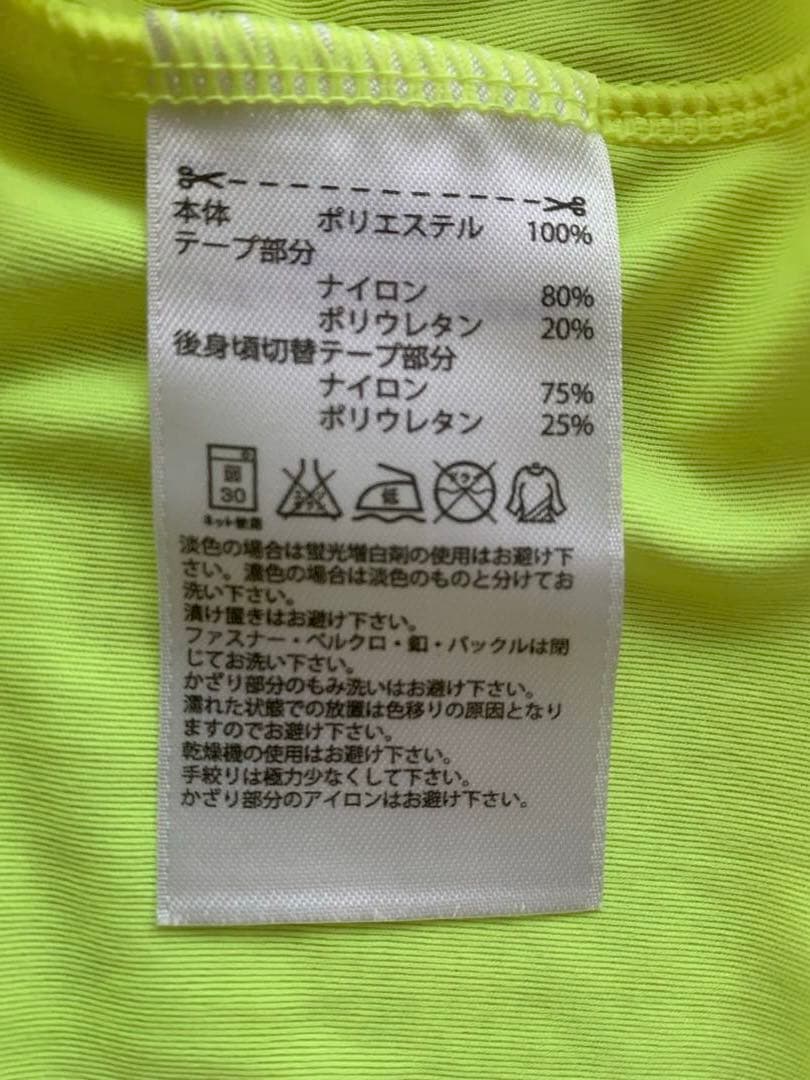 本体 ポリエステル 100%
テープ部分
ナイロン 80%
ポリウレタン 20%
後身頃切替テープ部分
ナイロン 75%
ポリウレタン 25%
30 低
ネット使用
淡色の場合は蛍光増白剤の使用はお避け下
さい。濃色の場合は淡色のものと分けてお
洗い下さい。
漬け置きはお避け下さい。
ファスナー・ベルクロ・釦・バックルは閉
じてお洗い下さい。
かざり部分のもみ洗いはお避け下さい。
濡れた状態での放置は色移りの原因となり
ますのでお避け下さい。
乾燥機の使用はお避け下さい。
手絞りは極力少なくして下さい。
かざり部分のアイロンはお避け下さい。